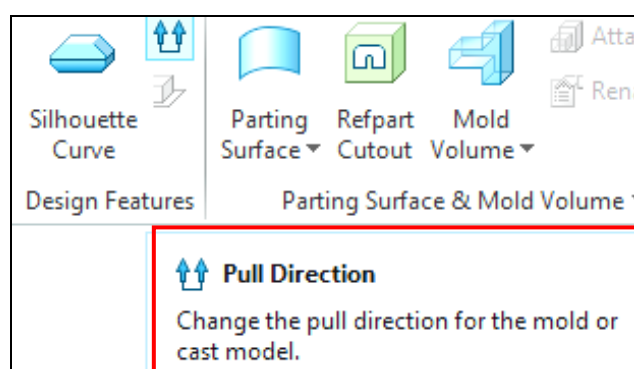 Silhouette
Curve
Parting
Surface
Refpart
Cutout
Mold
Volume
Design Features
Parting Surface & Mold Volume
Pull Direction
Change the pull direction for the mold or
cast model.